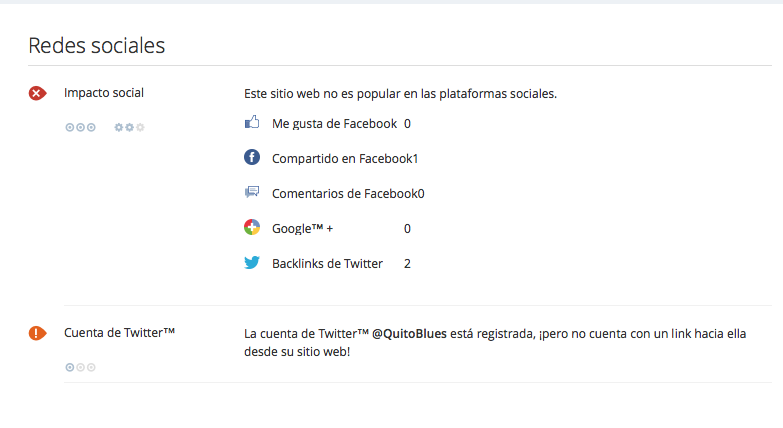 Redes sociales
Impacto social
Este sitio web no es popular en las plataformas sociales.
Me gusta de Facebook 0
Compartido en Facebook1
Comentarios de Facebook0
Google™ + 0
Backlinks de Twitter 2
Cuenta de Twitter™
La cuenta de Twitter™ @QuitoBlues está registrada, ¡pero no cuenta con un link hacia ella
desde su sitio web!